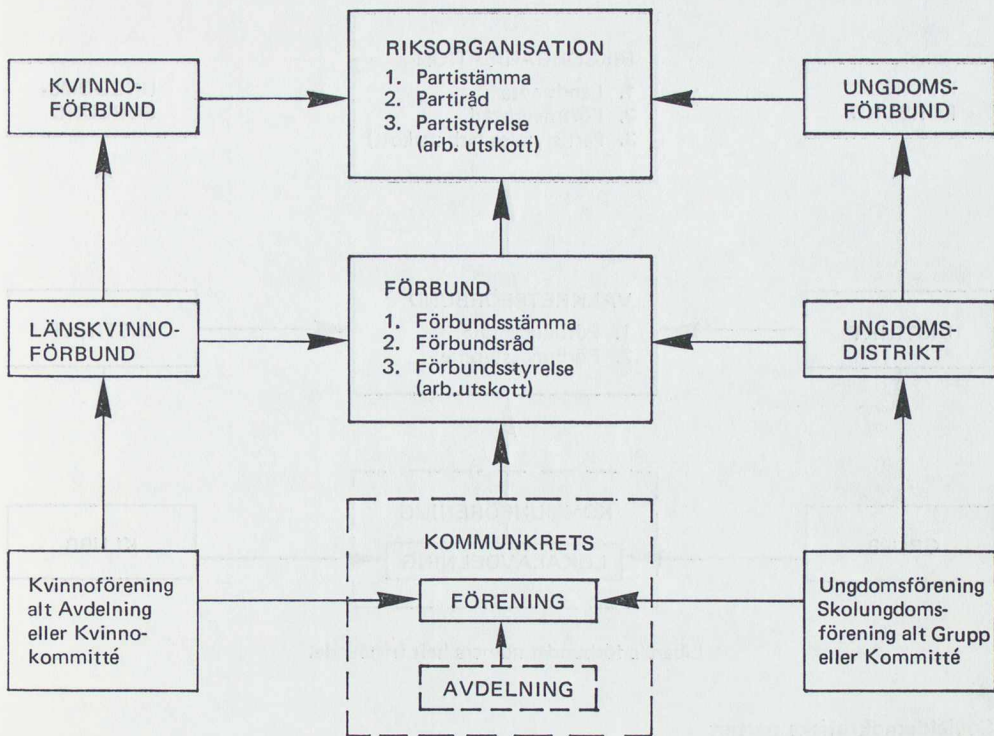 KVINNO-
FÖRBUND
RIKSORGANISATION
1. Partistämma
2. Partiråd
3. Partistyrelse
(arb. utskott)
UNGDOMS-
FÖRBUND
LÄNSKVINNO-
FÖRBUND
FÖRBUND
1. Förbundsstämma
2. Förbundsråd
3. Förbundsstyrelse
(arb.utskott)
UNGDOMS-
DISTRIKT
Kvinnoförening
alt Avdelning
eller Kvinno-
kommitté
KOMMUNKRETS
FÖRENING
AVDELNING
Ungdomsförening
Skolungdoms-
förening alt Grupp
eller Kommitté